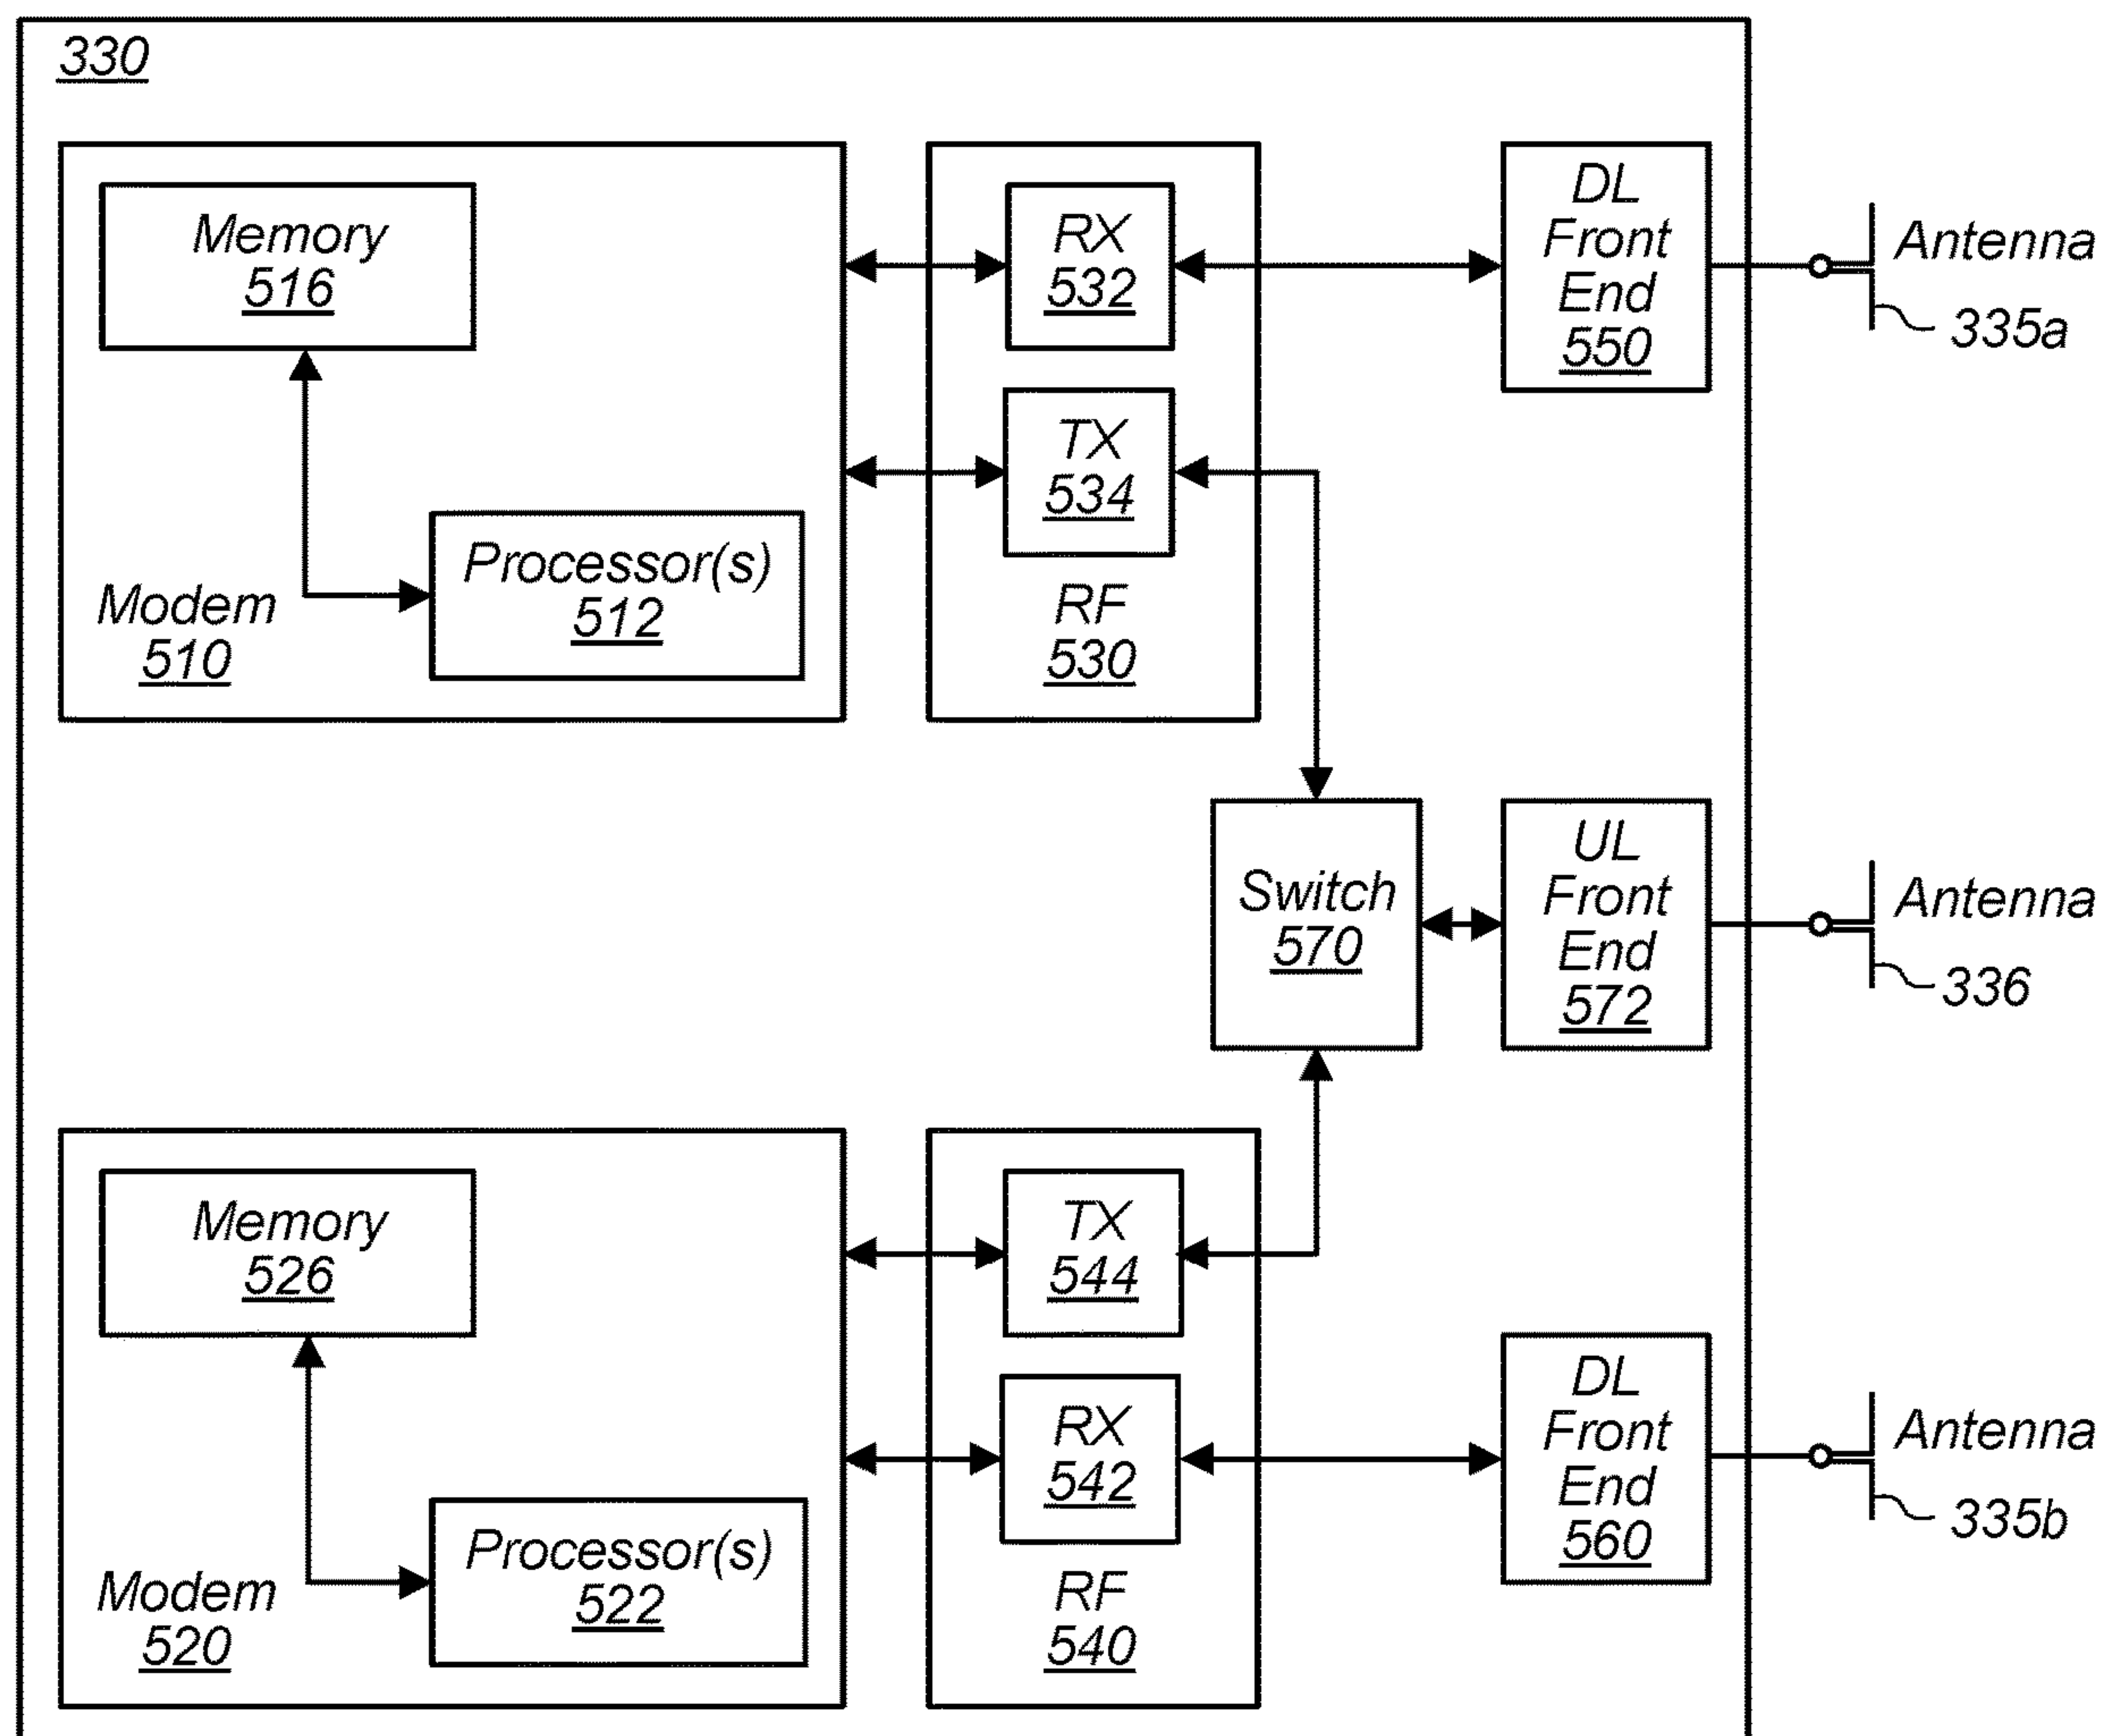 330
Memory
516
Processor(s)
512
Modem
510
RX
532
TX
534
RF
530
DL
Front
End
550
Antenna
335a
Switch
570
UL
Front
End
572
Antenna
336
Memory
526
Processor(s)
522
Modem
520
TX
544
RX
542
RF
540
DL
Front
End
560
Antenna
335b